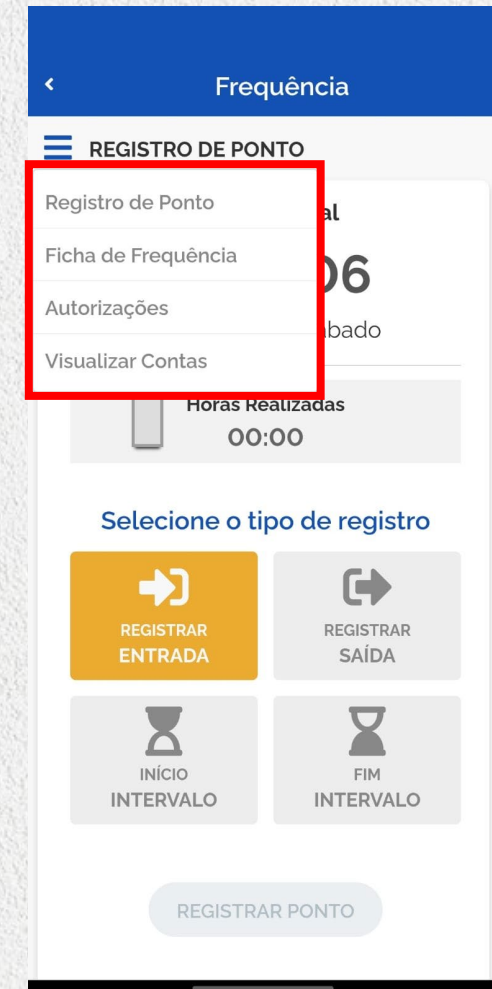 Frequência
REGISTRO DE PONTO
Registro de Ponto
Ficha de Frequência
Autorizações
Visualizar Contas
Horas Realizadas
00:00
Selecione o tipo de registro
REGISTRAR
ENTRADA
REGISTRAR
SAÍDA
INÍCIO
INTERVALO
FIM
INTERVALO
REGISTRAR PONTO